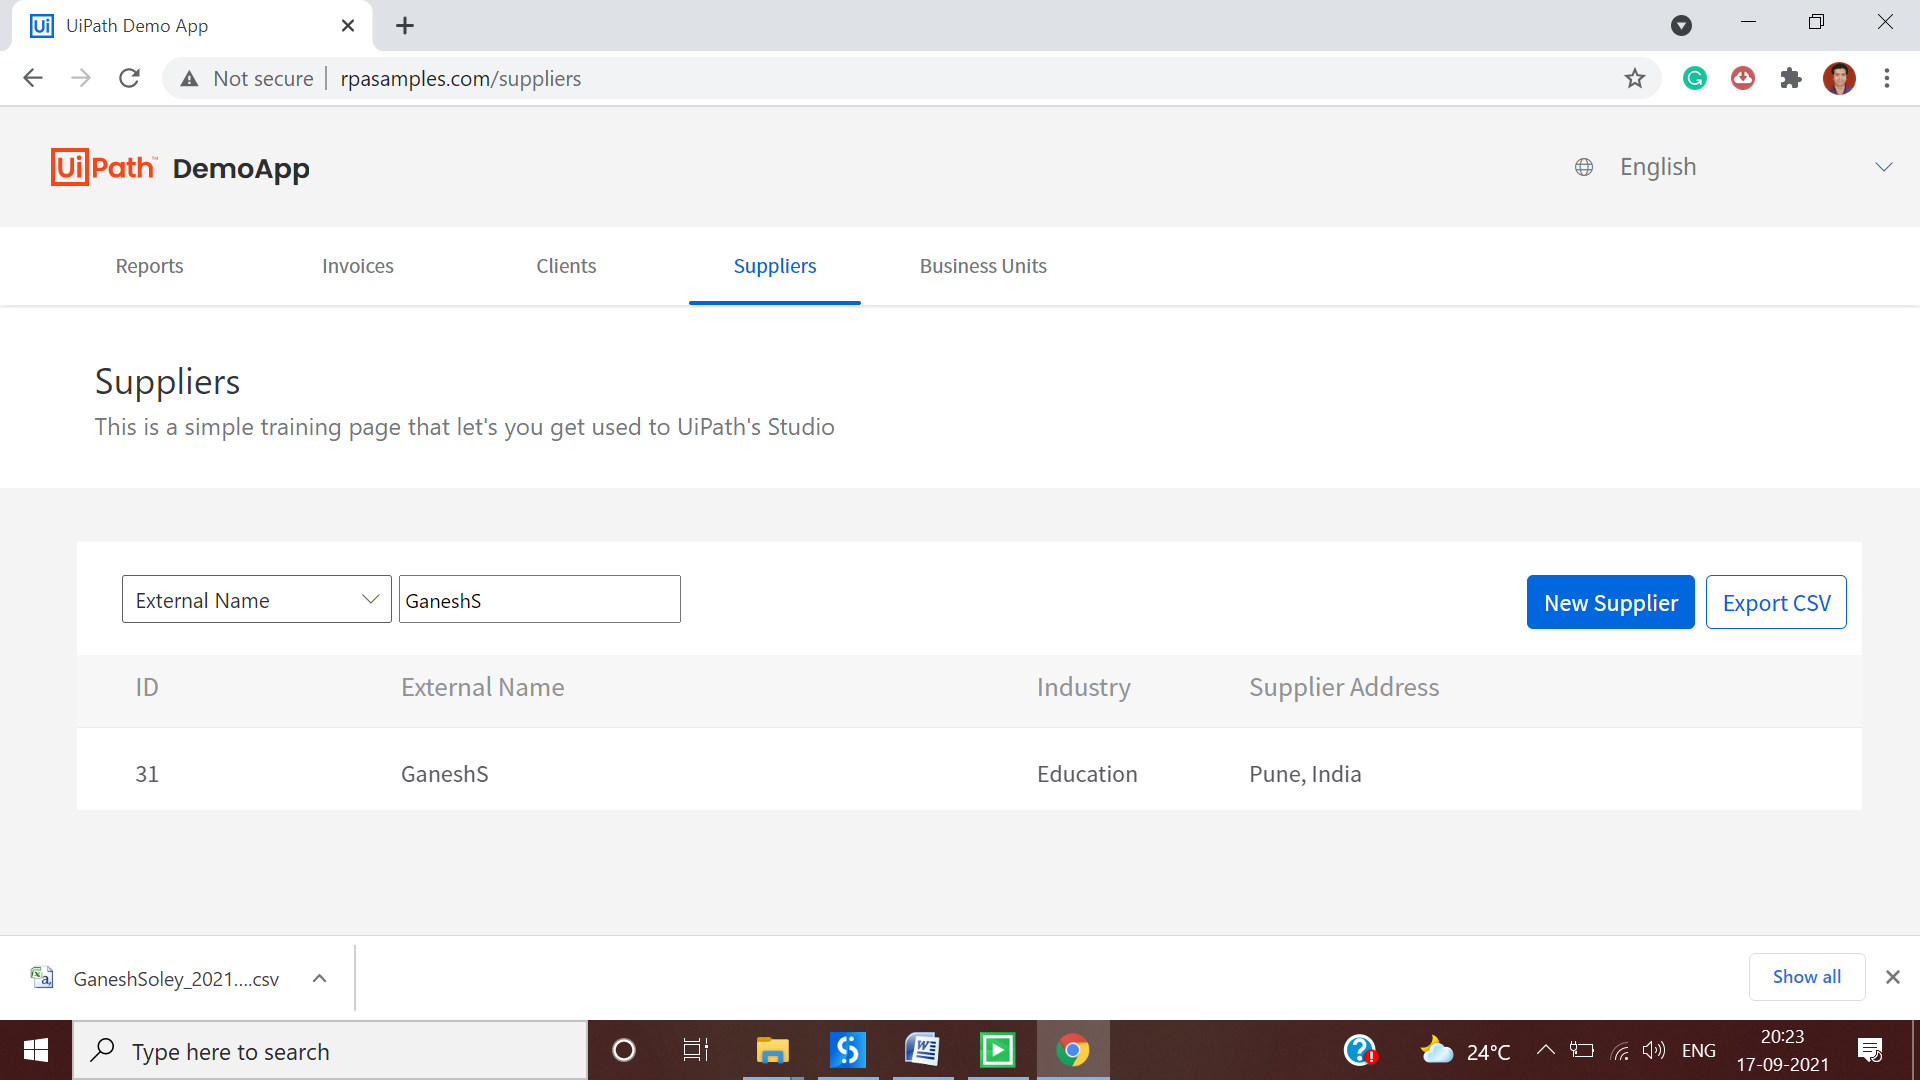 UiPath Demo App
Not secure rpasamples.com/suppliers
UiPath™ DemoApp
English
Reports Invoices Clients Suppliers Business Units
Suppliers
This is a simple training page that let's you get used to UiPath's Studio
External Name GaneshS New Supplier Export CSV
ID External Name Industry Supplier Address
31 GaneshS Education Pune, India
GaneshSoley_2021....csv Show all
Type here to search 24°C ENG 20:23
17-09-2021